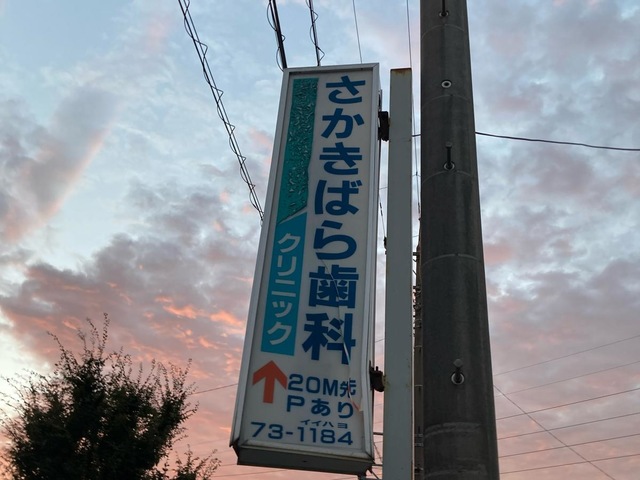 さかきばら歯科
クリニック
20M先
Pあり
イイハヨ
73-1184